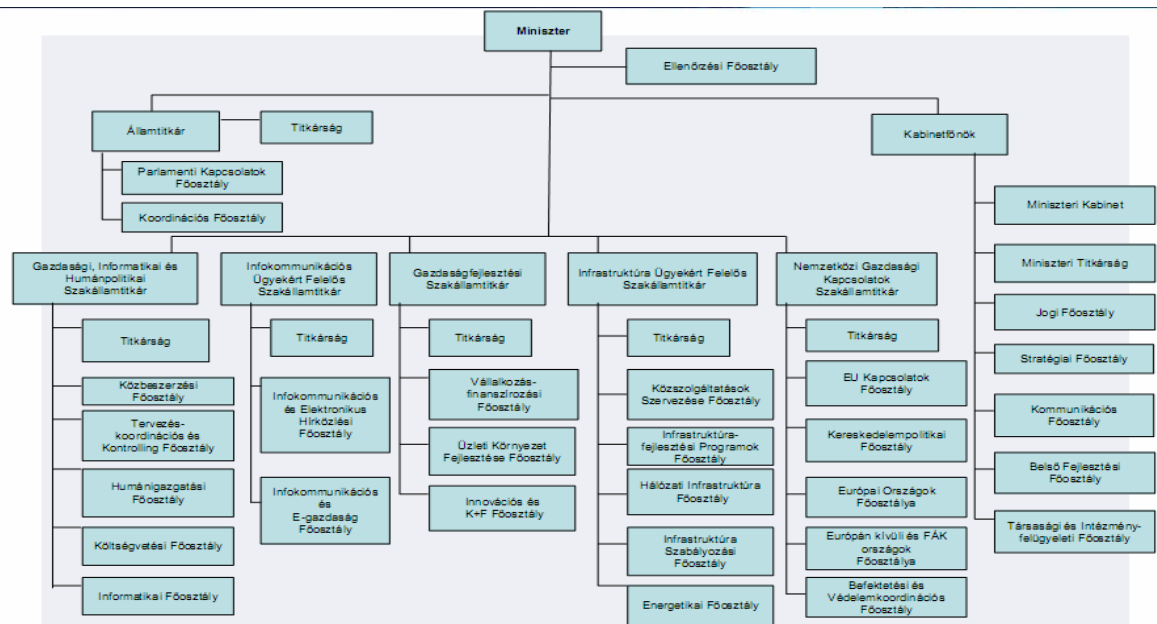 Miniszter
Ellenőrzési Főosztály
Államtitkár
Titkárság
Kabinetfőnök
Parlamenti Kapcsolatok
Főosztály
Koordinációs Főosztály
Miniszteri Kabinet
Miniszteri Titkárság
Jogi Főosztály
Stratégiai Főosztály
Kommunikációs
Főosztály
Belső Fejlesztési
Főosztály
Társasági és Intézmény-
felügyeleti Főosztály
Gazdasági, Informatikai és
Humánpolitikai
Szakállamtitkár
Titkárság
Közbeszerzési
Főosztály
Tervezés-
koordinációs és
Kontrolling Főosztály
Humánigazgatási
Főosztály
Költségvetési Főosztály
Informatikai Főosztály
Infokommunikációs
Ügyekért Felelős
Szakállamtitkár
Titkárság
Infokommunikációs
és Elektronikus
Hírközlési
Főosztály
Infokommunikációs
és
E-gazdaság
Főosztály
Gazdaságfejlesztési
Szakállamtitkár
Titkárság
Vállalkozás-
finanszírozási
Főosztály
Üzleti Környezet
Fejlesztése Főosztály
Innovációs és
K+F Főosztály
Infrastruktúra Ügyekért Felelős
Szakállamtitkár
Titkárság
Közszolgáltatások
Szervezése Főosztály
Infrastruktúra-
fejlesztési Programok
Főosztály
Hálózati Infrastruktúra
Főosztály
Infrastruktúra
Szabályozási
Főosztály
Energetikai Főosztály
Nemzetközi Gazdasági
Kapcsolatok
Szakállamtitkár
Titkárság
EU Kapcsolatok
Főosztály
Kereskedelempolitikai
Főosztály
Európai Országok
Főosztálya
Európán kívüli és FÁK
országok
Főosztálya
Befektetési és
Védelemkoordinációs
Főosztály